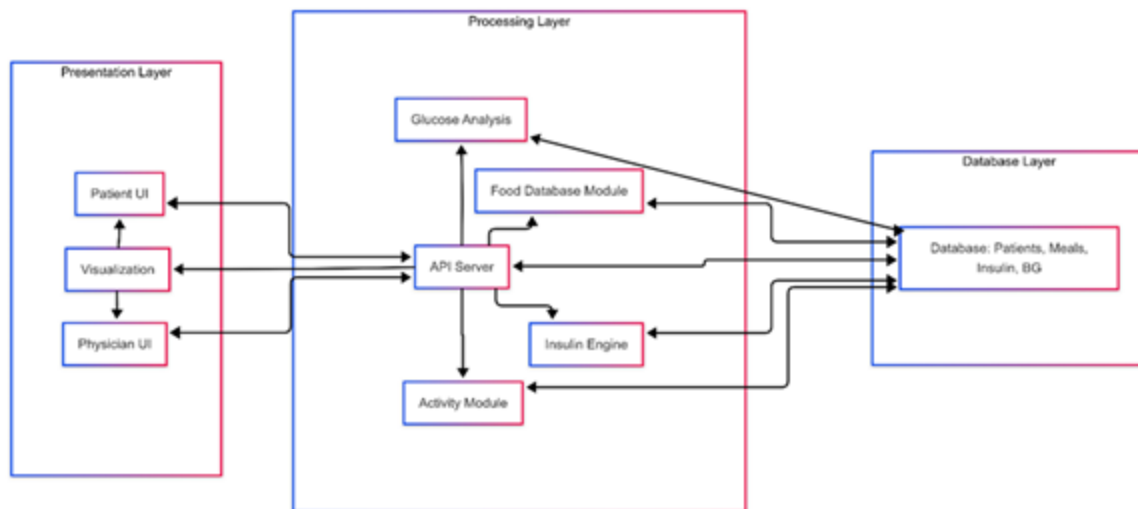 Presentation Layer
Patient UI
Visualization
Physician UI
Processing Layer
Glucose Analysis
Food Database Module
API Server
Insulin Engine
Activity Module
Database Layer
Database: Patients, Meals,
Insulin, BG